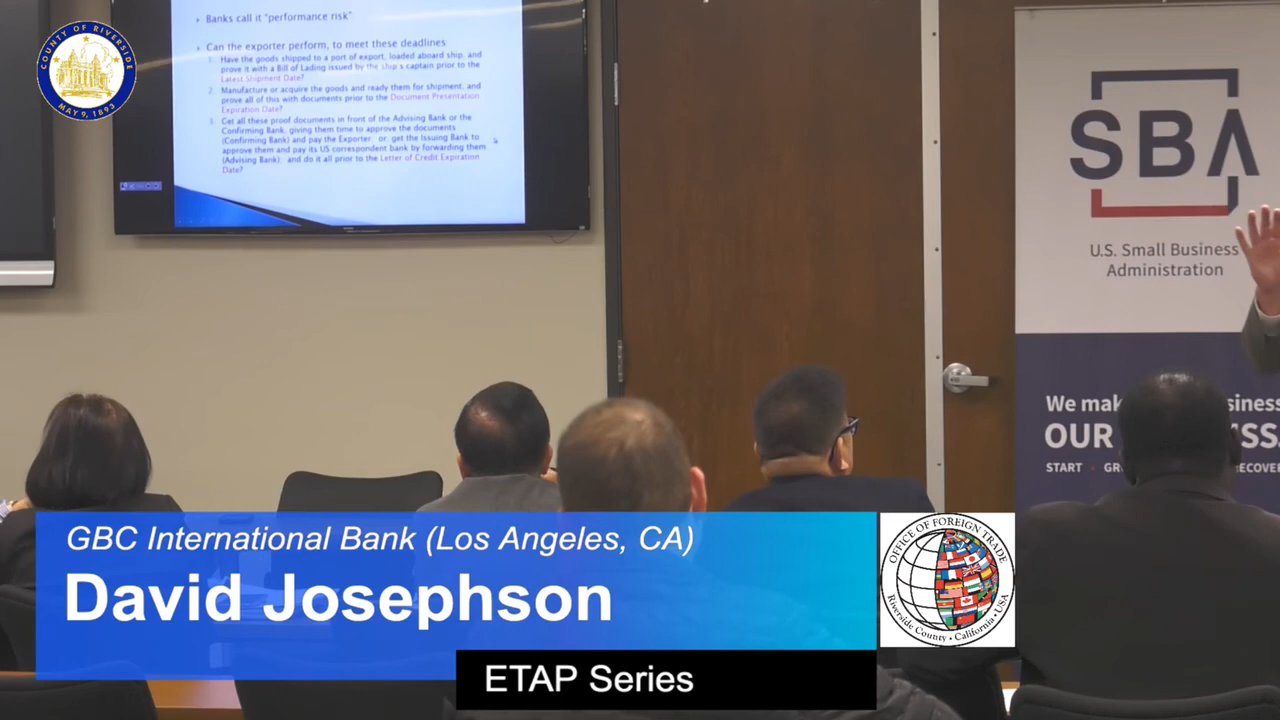 COUNTY OF RIVERSIDE
MAY 9, 1893
Banks call it "performance risk"
Can the exporter perform, to meet these deadlines
1. Have the goods shipped to a port of export, loaded aboard ship, and
prove it with a Bill of Lading issued by the ship's captain prior to the
Latest Shipment Date?
2. Manufacture or acquire the goods and ready them for shipment, and
prove all of this with documents prior to the Document Presentation
Expiration Date?
3. Get all these proof documents in front of the Advising Bank or the
Confirming Bank, giving them time to approve the documents
(Confirming Bank) and pay the Exporter or get the Issuing Bank to
approve them and pay its US correspondent bank by forwarding them
(Advising Bank) and do it all prior to the Letter of Credit Expiration
Date?
SBA
U.S. Small Business
Administration
We mak siness
OUR
START
GBC International Bank (Los Angeles, CA)
David Josephson
ETAP Series
OFFICE OF FOREIGN TRADE
Riverside County • California • USA